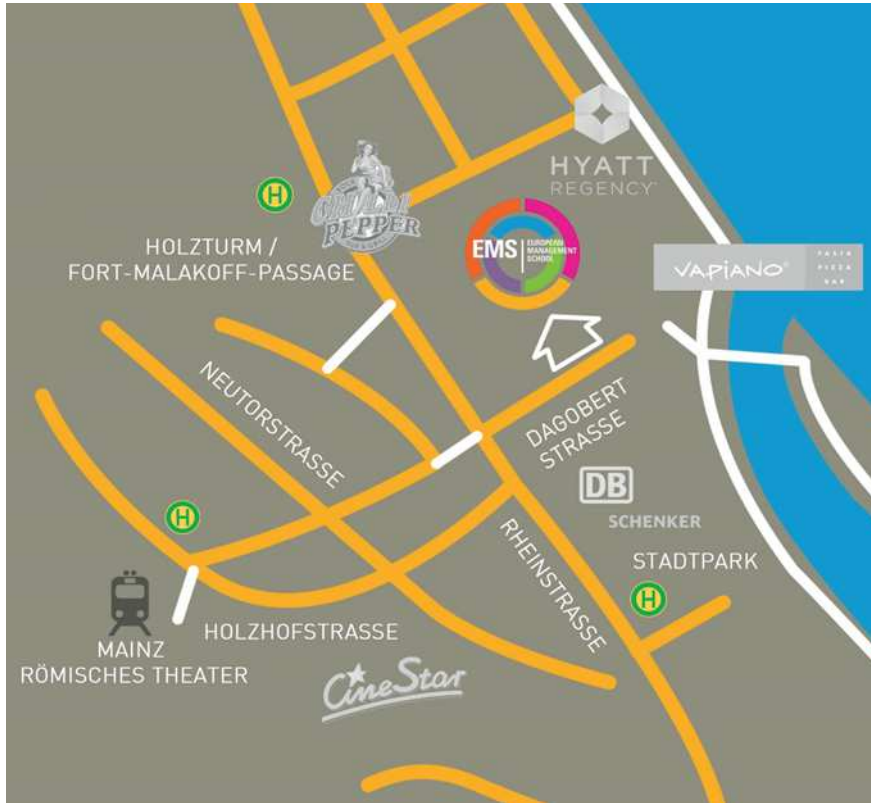 HYATT
REGENCY
H
CHILLI
PEPPER
HOLZTURM /
FORT-MALAKOFF-PASSAGE
EMS
EUROPEAN
MANAGEMENT
SCHOOL
VAPIANO®
PASTA
PIZZA
BAR
NEUTORSTRASSE
DAGOBERT
STRASSE
DB
SCHENKER
H
RHEINSTRASSE
STADTPARK
H
MAINZ
RÖMISCHES THEATER
HOLZHOFSTRASSE
CineStar